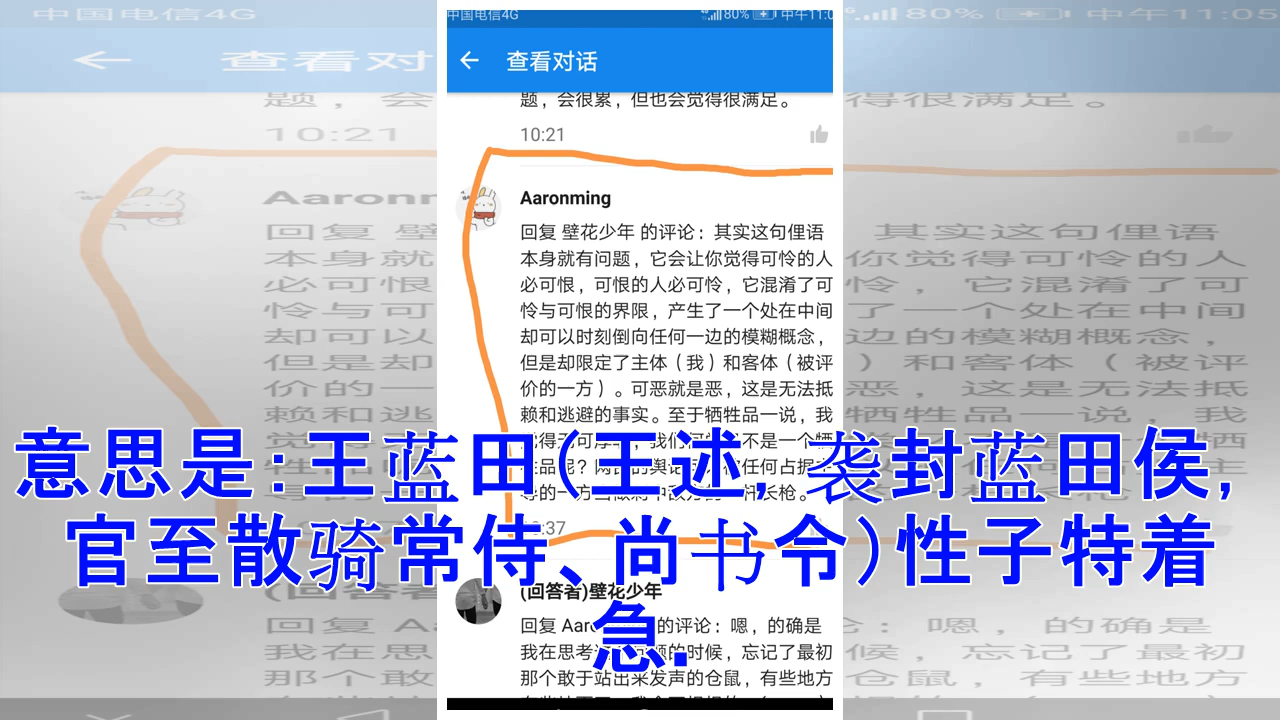 中国电信4G
80%
中午11:0
查看对话
题，会很累，但也会觉得很满足。
10:21
Aaronming
回复 壁花少年 的评论：其实这句俚语
本身就有问题，它会让你觉得可怜的人
必可恨，可恨的人必可怜，它混淆了可
怜与可恨的界限，产生了一个处在中间
却可以时刻倒向任何一边的模糊概念，
但是却限定了主体（我）和客体（被评
价的一方）。可恶就是恶，这是无法抵
赖和逃避的事实。至于牺牲品一说，我
意思是:王蓝田(王述,袭封蓝田侯,
官至散骑常侍、尚书令)性子特着
急.
(回答者)壁花少年
回复 Aar 的评论：嗯，的确是
我在思考 的时候，忘记了最初
那个敢于站出来发声的仓鼠，有些地方